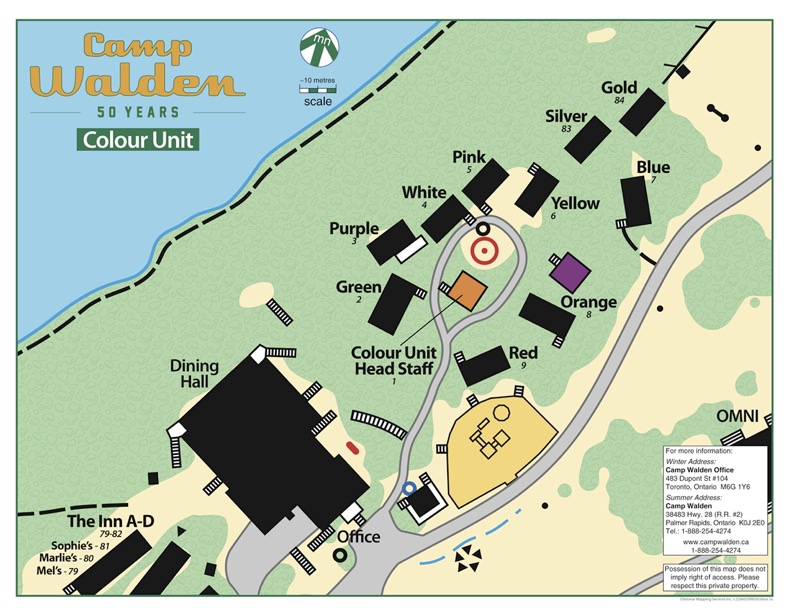 Camp
Walden
50 YEARS
Colour Unit
mn
~10 metres
scale
Gold
84
Silver
83
Pink
5
Blue
7
White
4
Yellow
6
Purple
3
Green
2
Orange
8
Colour Unit
Head Staff
1
Red
9
Dining
Hall
OMNI
The Inn A-D
79-82
Sophie's - 81
Marlie's - 80
Mel's - 79
Office
For more information:
Winter Address:
Camp Walden Office
483 Dupont St #104
Toronto, Ontario M6G 1Y6
Summer Address:
Camp Walden
38483 Hwy. 28 (R.R. #2)
Palmer Rapids, Ontario K0J 2E0
Tel.: 1-888-254-4274
www.campwalden.ca
1-888-254-4274
Possession of this map does not
imply right of access. Please
respect this private property.